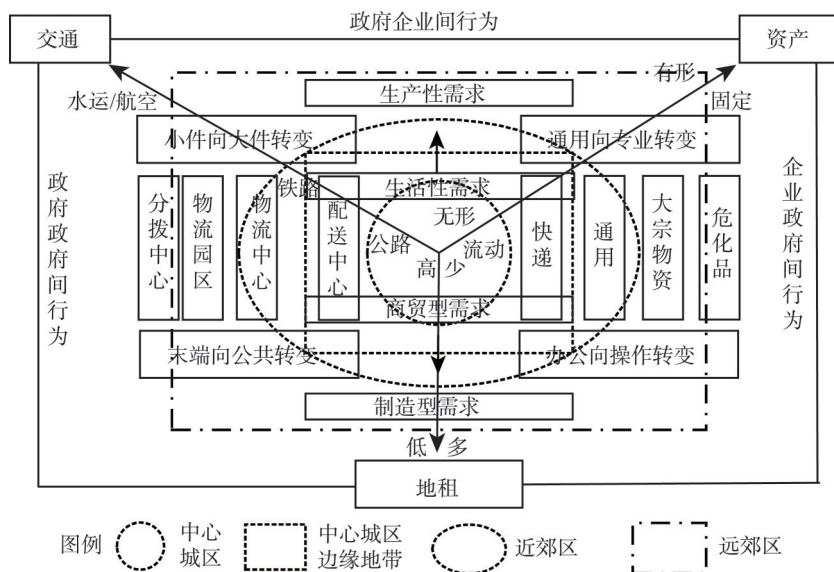 交通
政府企业间行为
资产
有形
水运/航空
生产性需求
固定
小件向大件转变
通用向专业转变
铁路
生活性需求
政府政府间行为
分拨中心
物流园区
物流中心
配送中心
无形
公路
流动
高
少
快递
通用
大宗物资
危化品
企业政府间行为
商贸型需求
末端向公共转变
办公向操作转变
制造型需求
低
多
地租
图例
中心
城区
中心城区
边缘地带
近郊区
远郊区